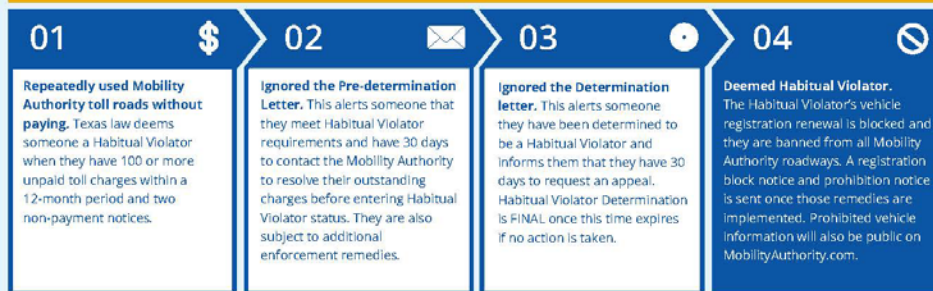 01
$
Repeatedly used Mobility
Authority toll roads without
paying. Texas law deems
someone a Habitual Violator
when they have 100 or more
unpaid toll charges within a
12-month period and two
non-payment notices.
02
Ignored the Pre-determination
Letter. This alerts someone that
they meet Habitual Violator
requirements and have 30 days
to contact the Mobility Authority
to resolve their outstanding
charges before entering Habitual
Violator status. They are also
subject to additional
enforcement remedies.
03
Ignored the Determination
letter. This alerts someone
they have been determined to
be a Habitual Violator and
informs them that they have 30
days to request an appeal.
Habitual Violator Determination
is FINAL once this time expires
if no action is taken.
04
Deemed Habitual Violator.
The Habitual Violator's vehicle
registration renewal is blocked and
they are banned from all Mobility
Authority roadways. A registration
block notice and prohibition notice
is sent once those remedies are
implemented. Prohibited vehicle
information will also be public on
MobilityAuthority.com.